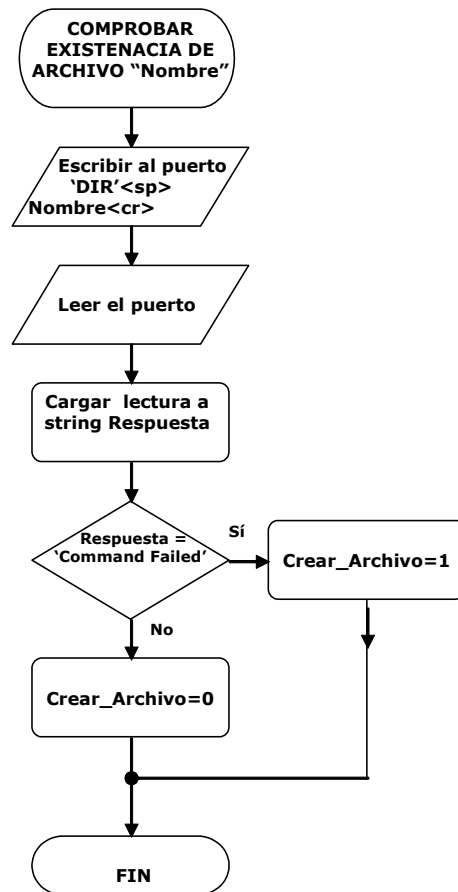 COMPROBAR
EXISTENACIA DE
ARCHIVO “Nombre”
Escribir al puerto
‘DIR’<sp>
Nombre<cr>
Leer el puerto
Cargar lectura a
string Respuesta
Respuesta =
‘Command Failed’
Sí
Crear_Archivo=1
No
Crear_Archivo=0
FIN